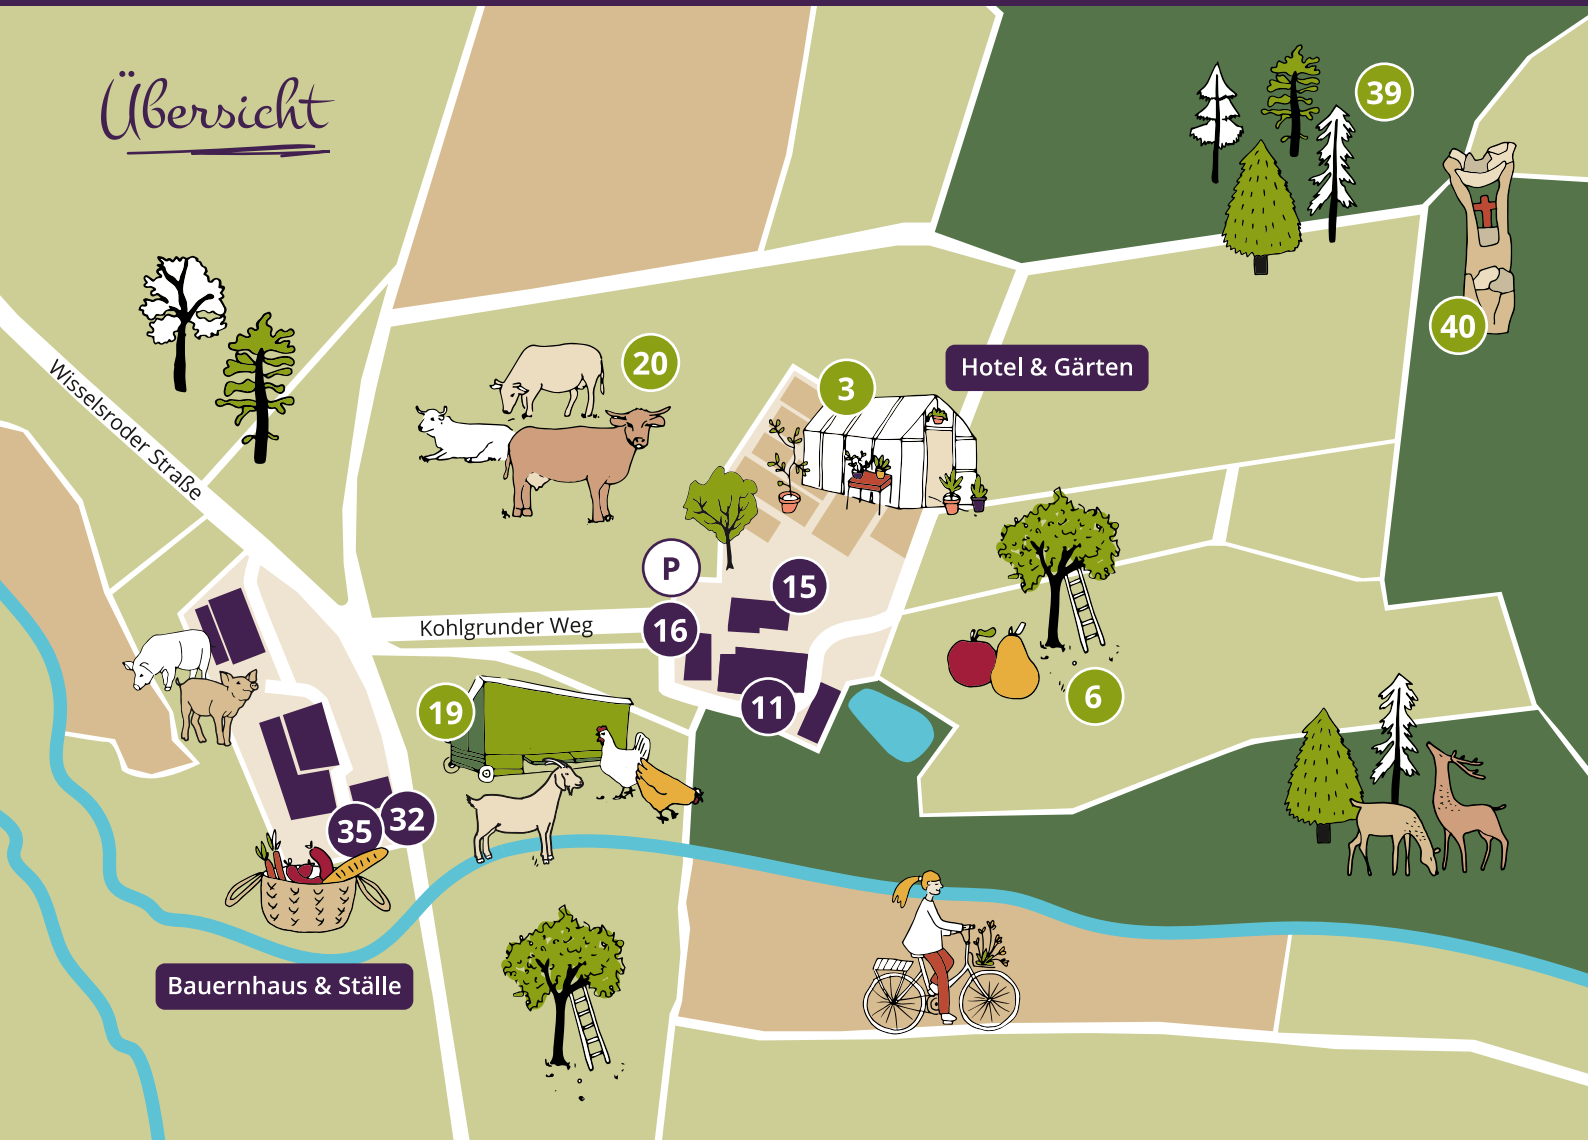 Übersicht
39
40
Wisselsroder Straße
20
3
Hotel & Gärten
P
15
Kohlgrunder Weg
16
11
6
19
35
32
Bauernhaus & Ställe